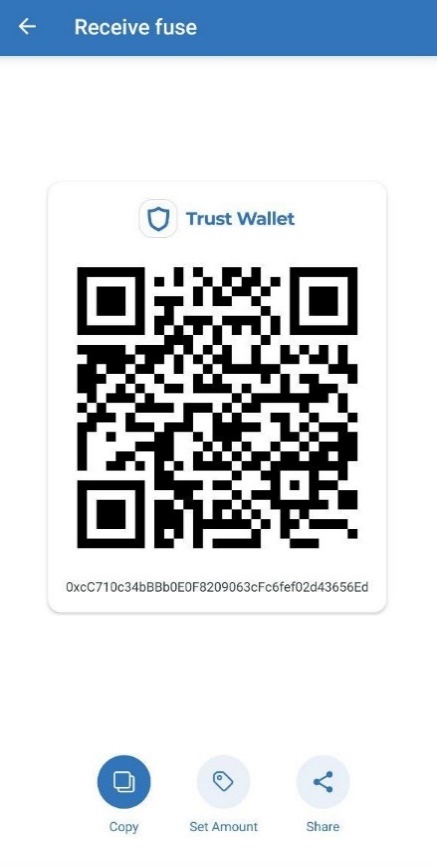 Receive fuse
Trust Wallet
0xcC710c34bBBb0E0F8209063cFc6fef02d43656Ed
Copy
Set Amount
Share